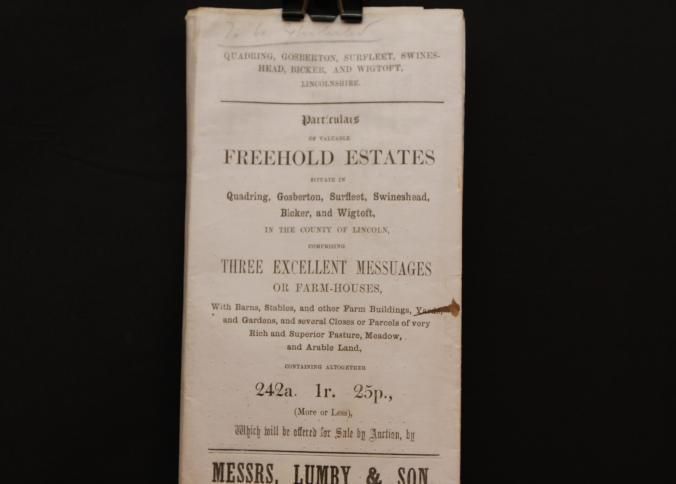 To be
QUADRING, GOSBERTON, SURFLEET, SWINES-
HEAD, BICKER, AND WIGTOFT,
LINCOLNSHIRE.
Particulars
OF VALUABLE
FREEHOLD ESTATES
SITUATE IN
Quadring, Gosberton, Surfleet, Swineshead,
Bicker, and Wigtoft,
IN THE COUNTY OF LINCOLN,
COMPRISING
THREE EXCELLENT MESSUAGES
OR FARM-HOUSES,
With Barns, Stables, and other Farm Buildings, Yards,
and Gardens, and several Closes or Parcels of very
Rich and Superior Pasture, Meadow,
and Arable Land,
CONTAINING ALTOGETHER
242a. 1r. 25p.,
(More or Less),
Which will be offered for Sale by Auction, by
MESSRS. LUMBY & SON